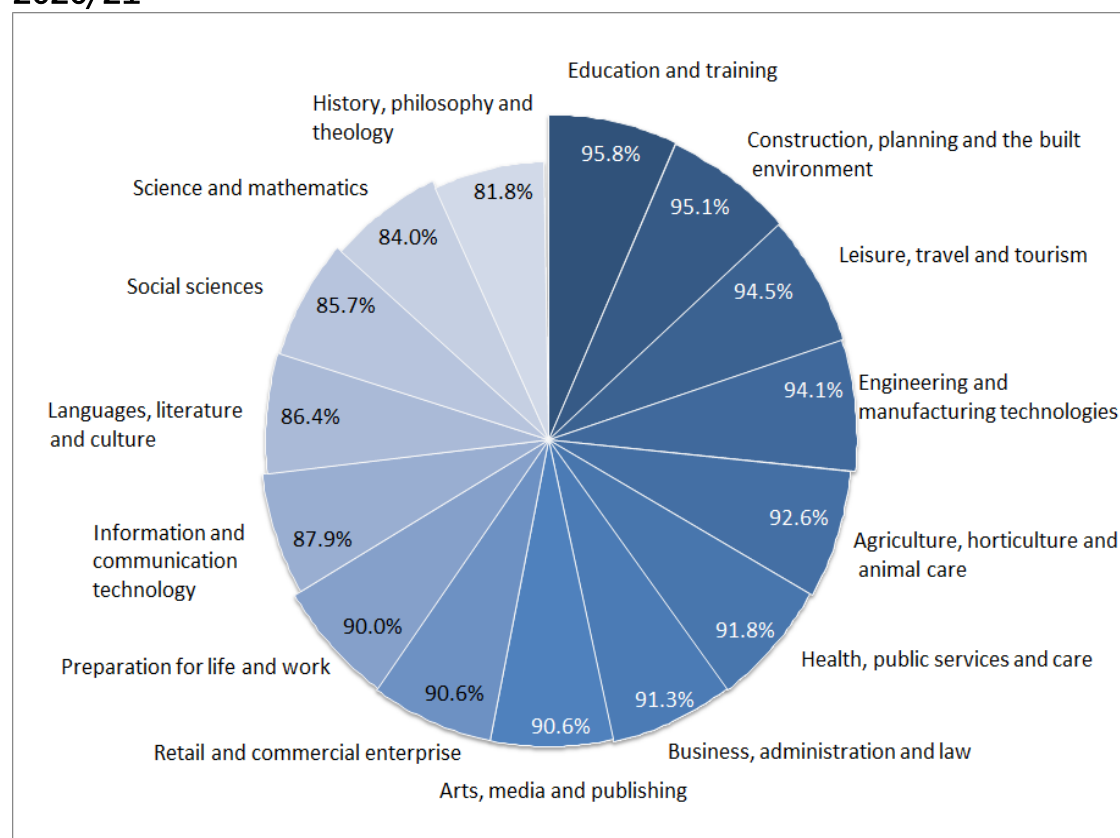 2020/21
Education and training
95.8%
Construction, planning and the built
environment
95.1%
Leisure, travel and tourism
94.5%
Engineering and
manufacturing technologies
94.1%
Agriculture, horticulture and
animal care
92.6%
Health, public services and care
91.8%
Business, administration and law
91.3%
Arts, media and publishing
90.6%
Retail and commercial enterprise
90.6%
Preparation for life and work
90.0%
Information and
communication
technology
87.9%
Languages, literature
and culture
86.4%
Social sciences
85.7%
Science and mathematics
84.0%
History, philosophy and
theology
81.8%